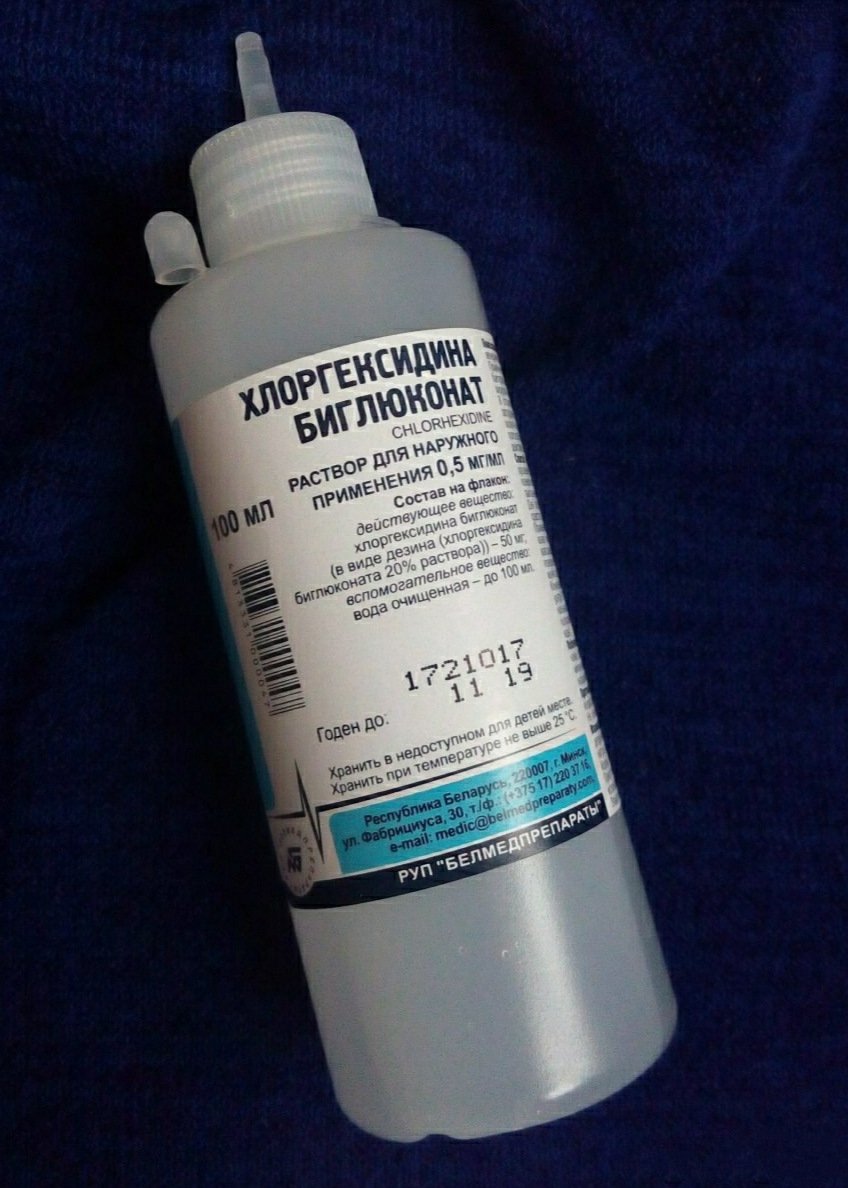 ХЛОРГЕКСИДИНА
БИГЛЮКОНАТ
CHLORHEXIDINE
РАСТВОР ДЛЯ НАРУЖНОГО
ПРИМЕНЕНИЯ 0,5 МГ/МЛ
100 МЛ
Состав на флакон:
действующее вещество:
хлоргексидина биглюконат
(в виде дезина (хлоргексидина
биглюконата 20% раствора)) – 50 мг,
вспомогательное вещество:
вода очищенная – до 100 мл.
1721017
11 19
Годен до:
Хранить в недоступном для детей месте.
Хранить при температуре не выше 25 °С.
Республика Беларусь, 220007, г. Минск,
ул. Фабрициуса, 30, т./ф.: (+375 17) 220 37 16,
e-mail: medic@belmedpreparaty.com,
РУП "БЕЛМЕДПРЕПАРАТЫ"